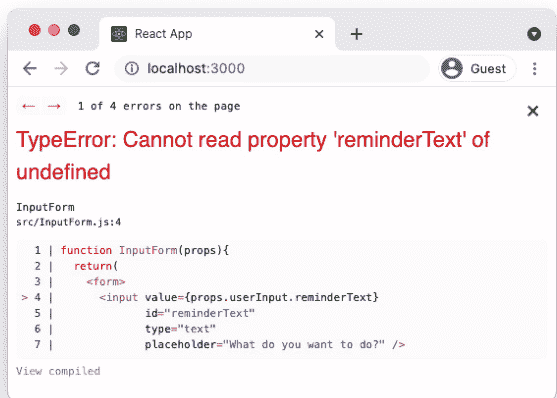 React App
localhost:3000
Guest
← → 1 of 4 errors on the page
TypeError: Cannot read property 'reminderText' of
undefined
InputForm
src/InputForm.js:4
1 | function InputForm(props){
2 |   return(
3 |     <form>
> 4 |       <input value={props.userInput.reminderText}
5 |              id="reminderText"
6 |              type="text"
7 |              placeholder="What do you want to do?" />
View compiled